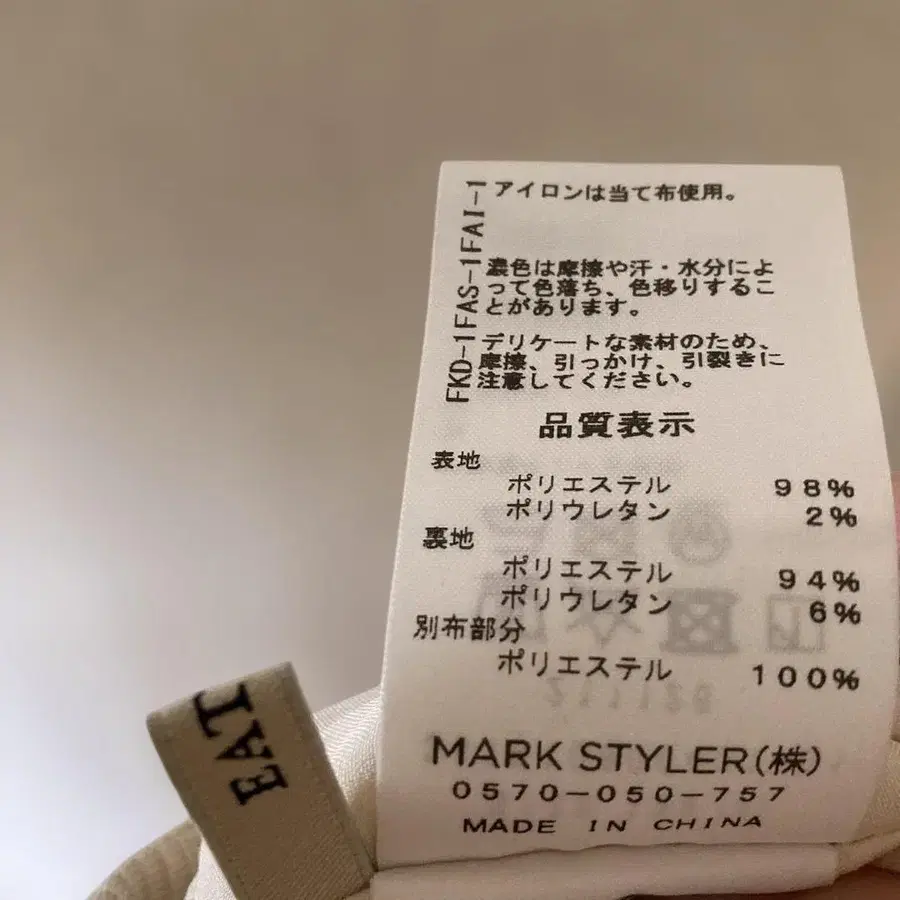 アイロンは当て布使用。
FKD-1FAS-1FAI-1
濃色は摩擦や汗・水分によ
って色落ち、色移りするこ
とがあります。
デリケートな素材のため、
摩擦、引っかけ、引裂きに
注意してください。
品質表示
表地
ポリエステル 98%
ポリウレタン 2%
裏地
ポリエステル 94%
ポリウレタン 6%
別布部分
ポリエステル 100%
MARK STYLER(株)
0570-050-757
MADE IN CHINA
EAT